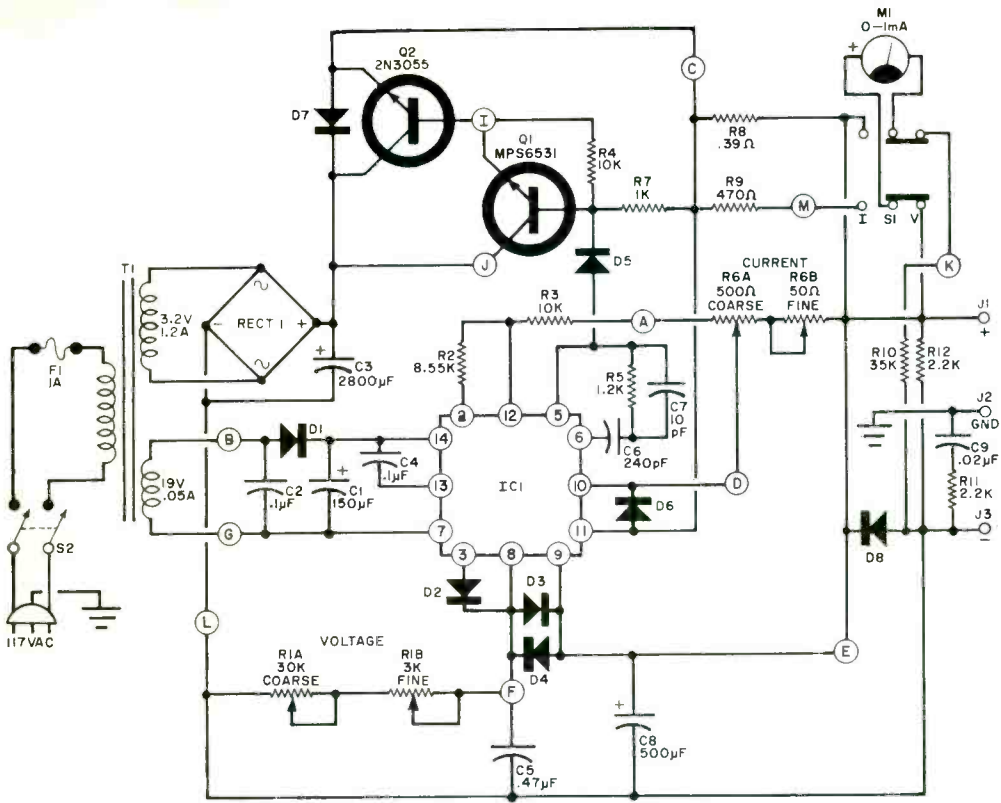 M1
0-1mA
+
Q2
2N3055
C
D7
I
Q1
MPS6531
R4
10K
R8
.39Ω
R7
1K
R9
470Ω
M
I
S1
V
J
D5
K
T1
3.2V
1.2A
RECT 1
~
~
-
+
+
C3
2800µF
F1
1A
R3
10K
A
CURRENT
R6A
500Ω
COARSE
R6B
50Ω
FINE
J1
+
R2
8.55K
R5
1.2K
C7
10
pF
R10
35K
R12
2.2K
J2
GND
2
12
5
6
C6
240pF
C9
.02µF
R11
2.2K
B
D1
14
C4
.1µF
13
IC1
10
D
D6
19V
.05A
C2
.1µF
+
C1
150µF
G
7
11
D8
J3
-
S2
3
8
9
D2
D3
D4
L
117VAC
VOLTAGE
R1A
30K
COARSE
R1B
3K
FINE
F
E
+
C8
500µF
C5
.47µF